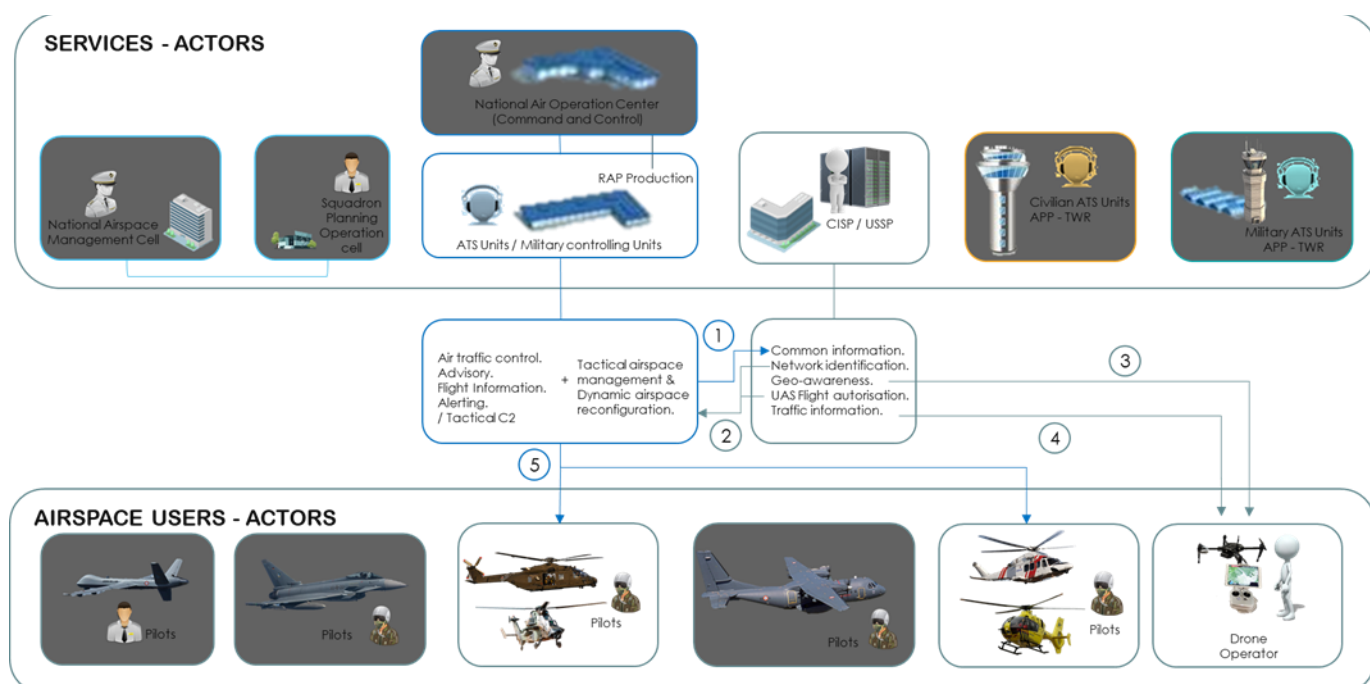 SERVICES - ACTORS
National Air Operation Center
(Command and Control)
National Airspace
Management Cell
Squadron
Planning
Operation
cell
RAP Production
ATS Units / Military controlling Units
CISP / USSP
Civilian ATS Units
APP - TWR
Military ATS Units
APP - TWR
Air traffic control.
Advisory.
Flight Information.
Alerting.
/ Tactical C2
+
Tactical airspace
management &
Dynamic airspace
reconfiguration.
1
2
Common information.
Network identification.
Geo-awareness.
UAS Flight autorisation.
Traffic information.
3
4
5
AIRSPACE USERS - ACTORS
Pilots
Pilots
Pilots
Pilots
Pilots
Drone
Operator